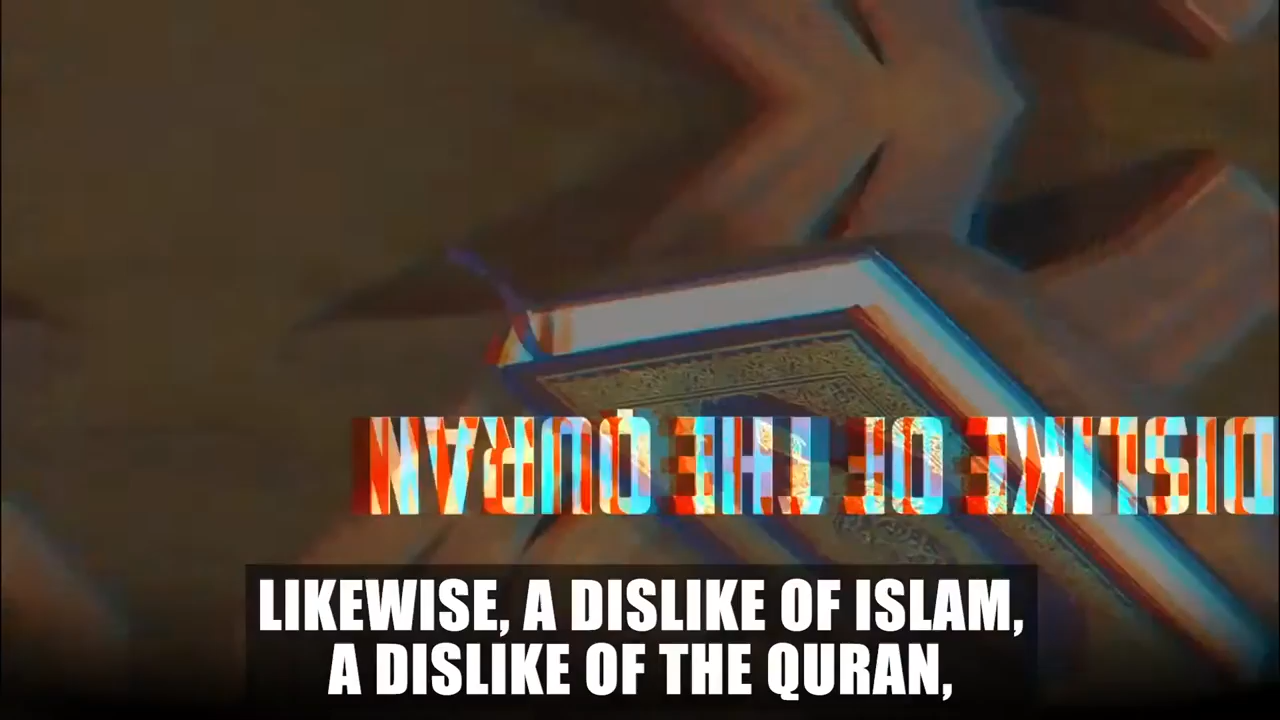 DISLIKE OF THE QURAN
LIKEWISE, A DISLIKE OF ISLAM,
A DISLIKE OF THE QURAN,